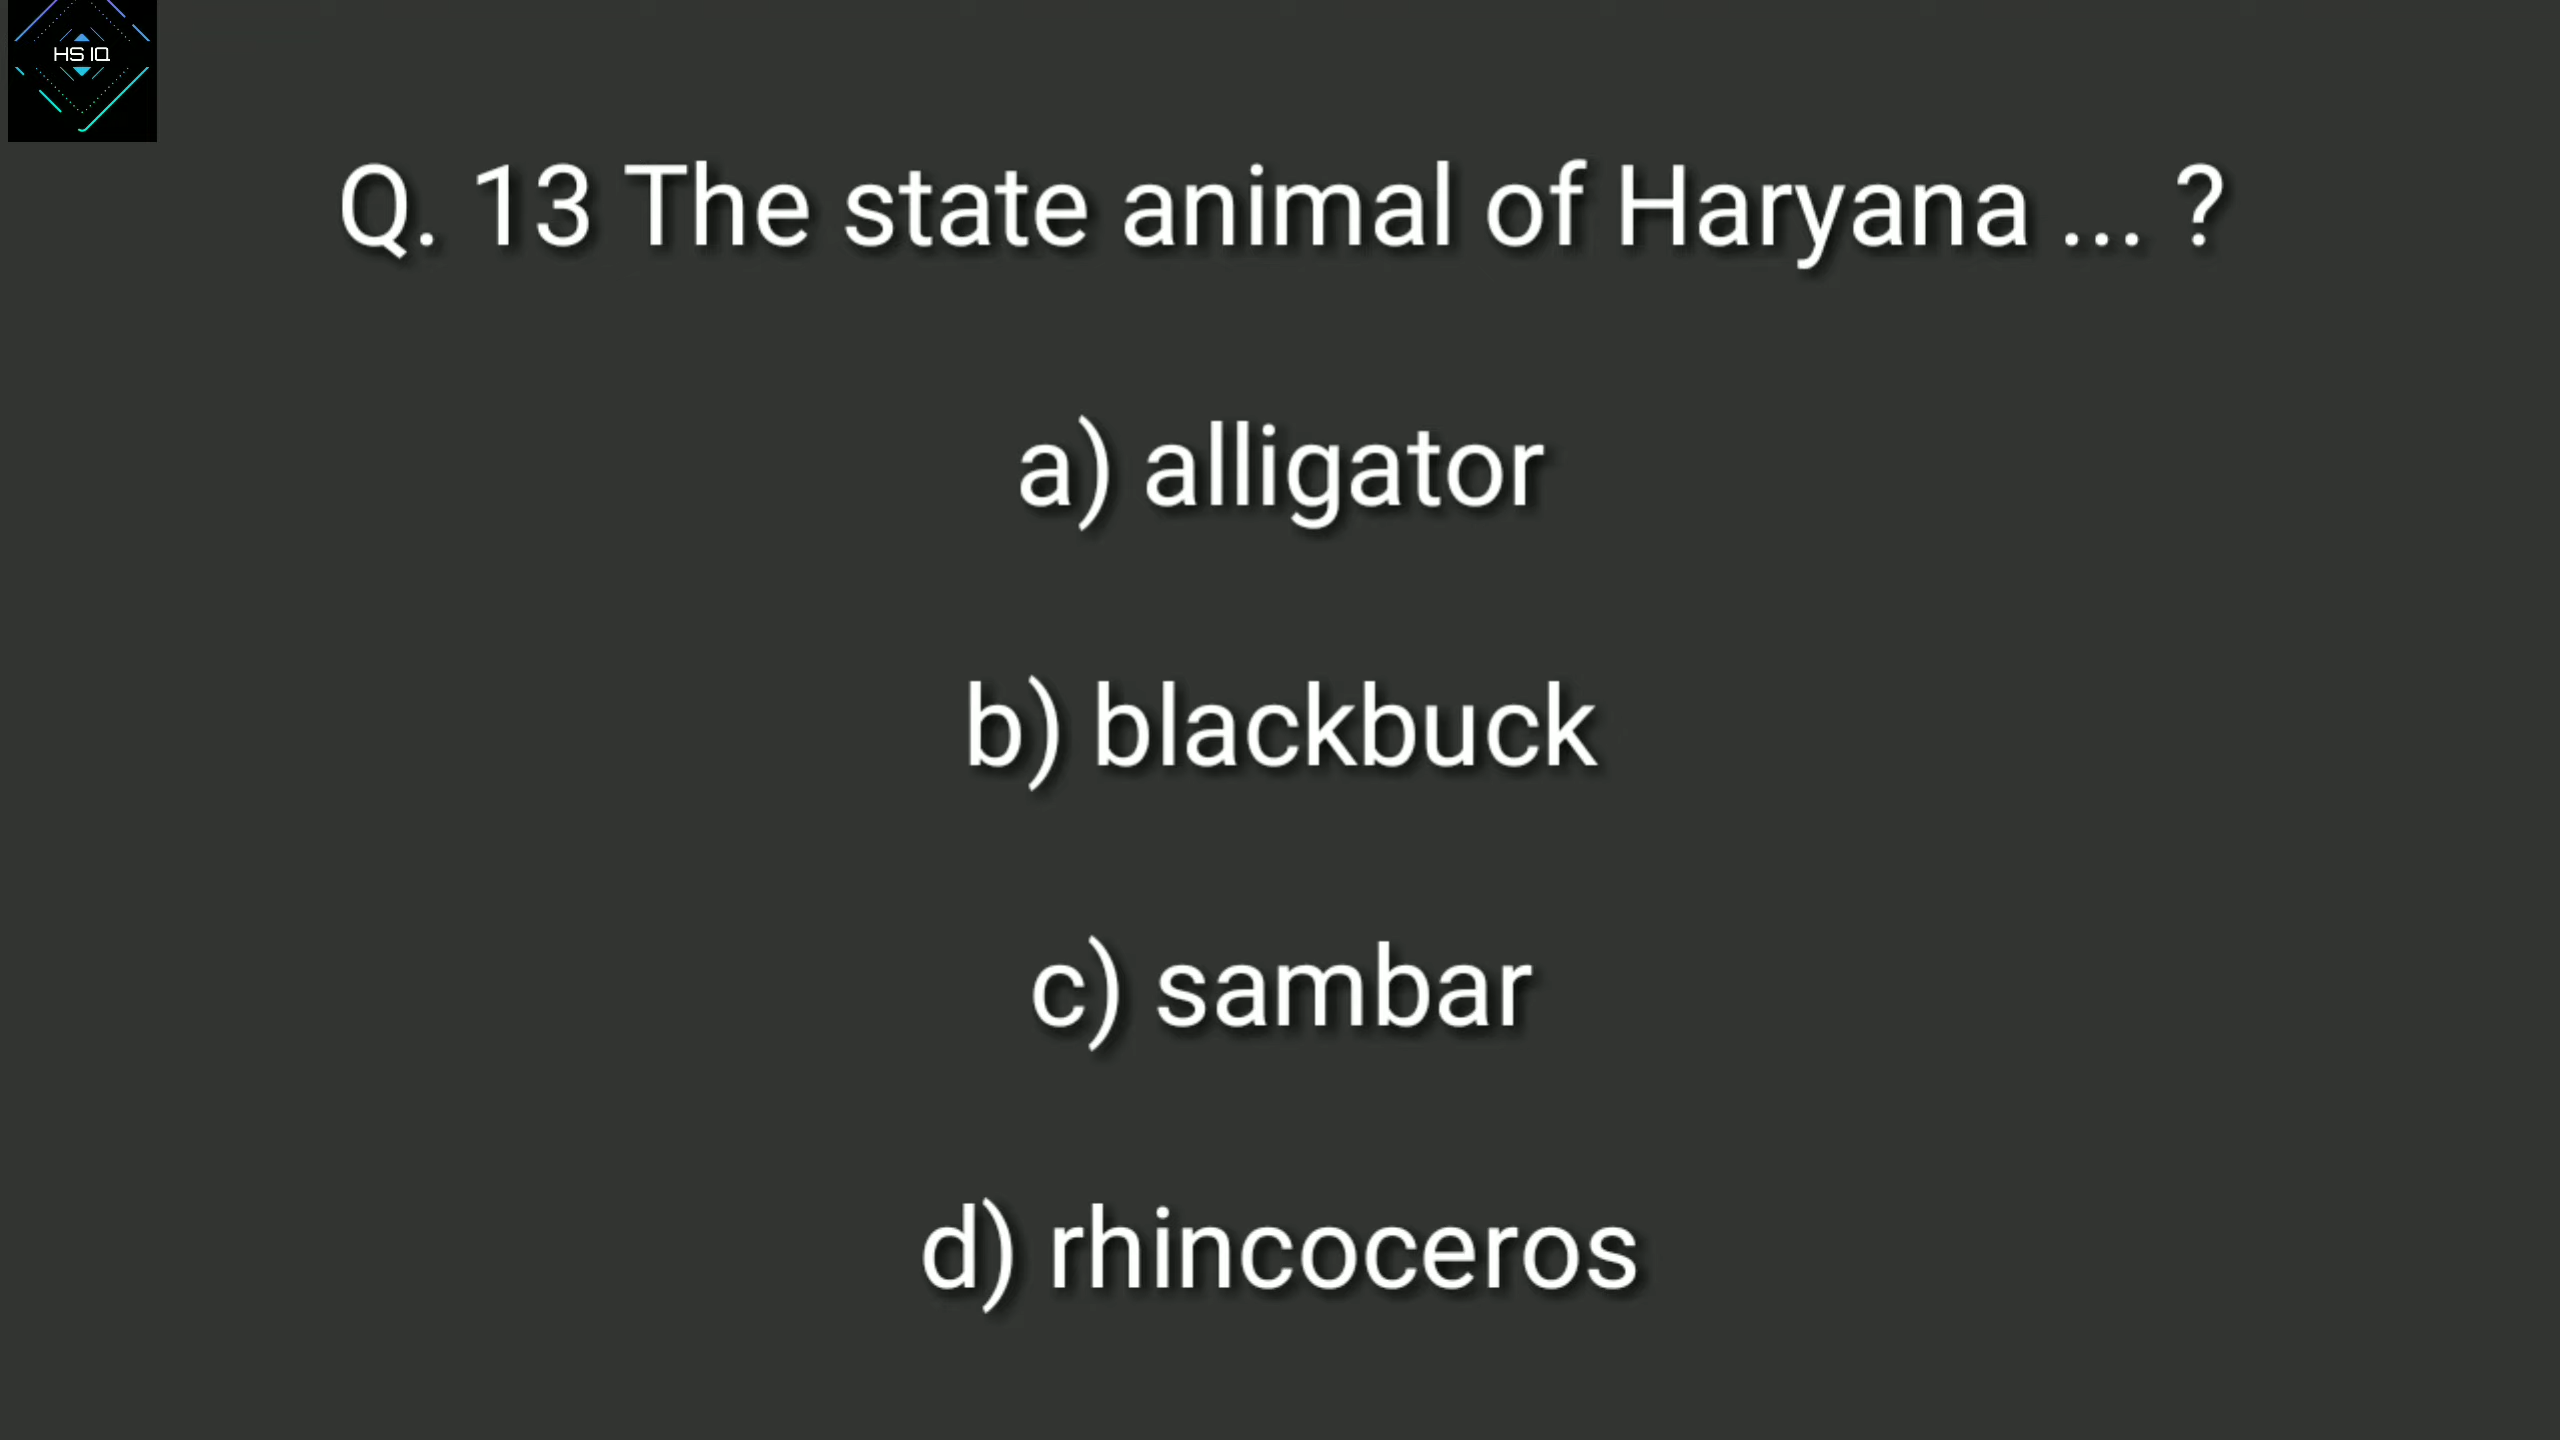 HS IQ
Q. 13 The state animal of Haryana ... ?
a) alligator
b) blackbuck
c) sambar
d) rhincoceros